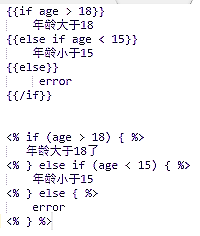 {{if age > 18}}
年龄大于18
{{else if age < 15}}
年龄小于15
{{else}}
error
{{/if}}
<% if (age > 18) { %>
年龄大于18了
<% } else if (age < 15) { %>
年龄小于15
<% } else { %>
error
<% } %>